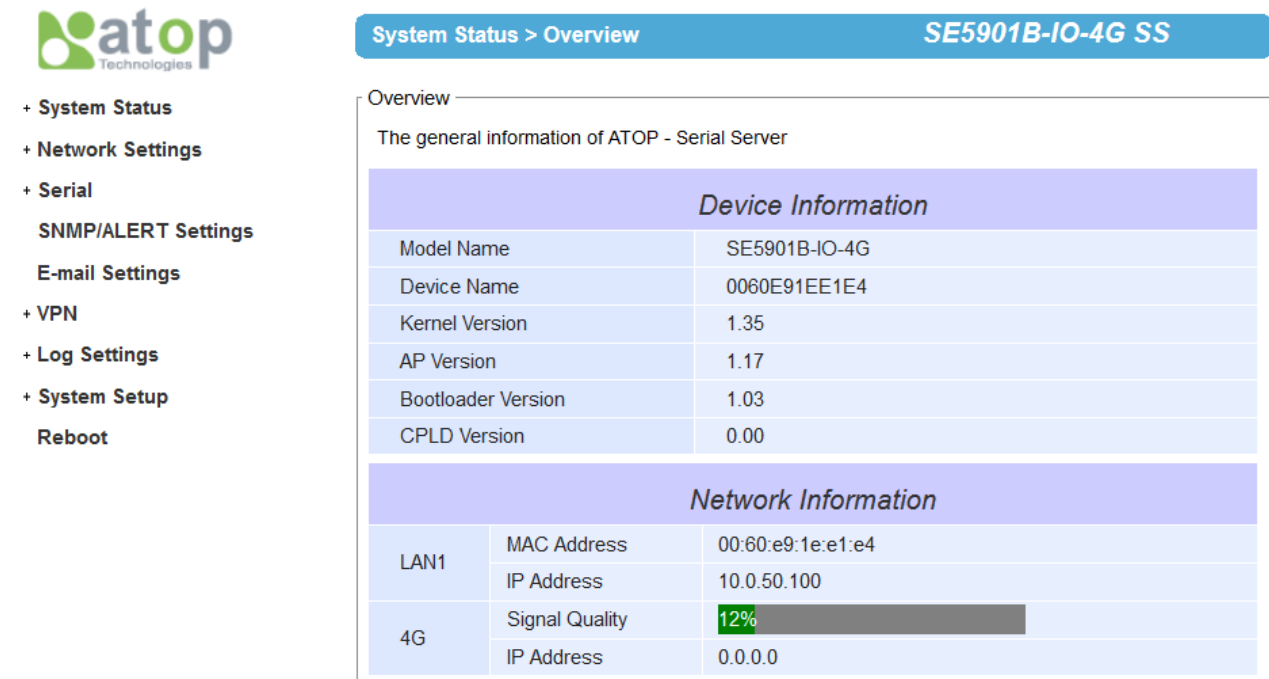 atop
Technologies
System Status > Overview SE5901B-IO-4G SS
+ System Status
+ Network Settings
+ Serial
SNMP/ALERT Settings
E-mail Settings
+ VPN
+ Log Settings
+ System Setup
Reboot
Overview
The general information of ATOP - Serial Server
Device Information
Model Name SE5901B-IO-4G
Device Name 0060E91EE1E4
Kernel Version 1.35
AP Version 1.17
Bootloader Version 1.03
CPLD Version 0.00
Network Information
LAN1
MAC Address 00:60:e9:1e:e1:e4
IP Address 10.0.50.100
4G
Signal Quality 12%
IP Address 0.0.0.0